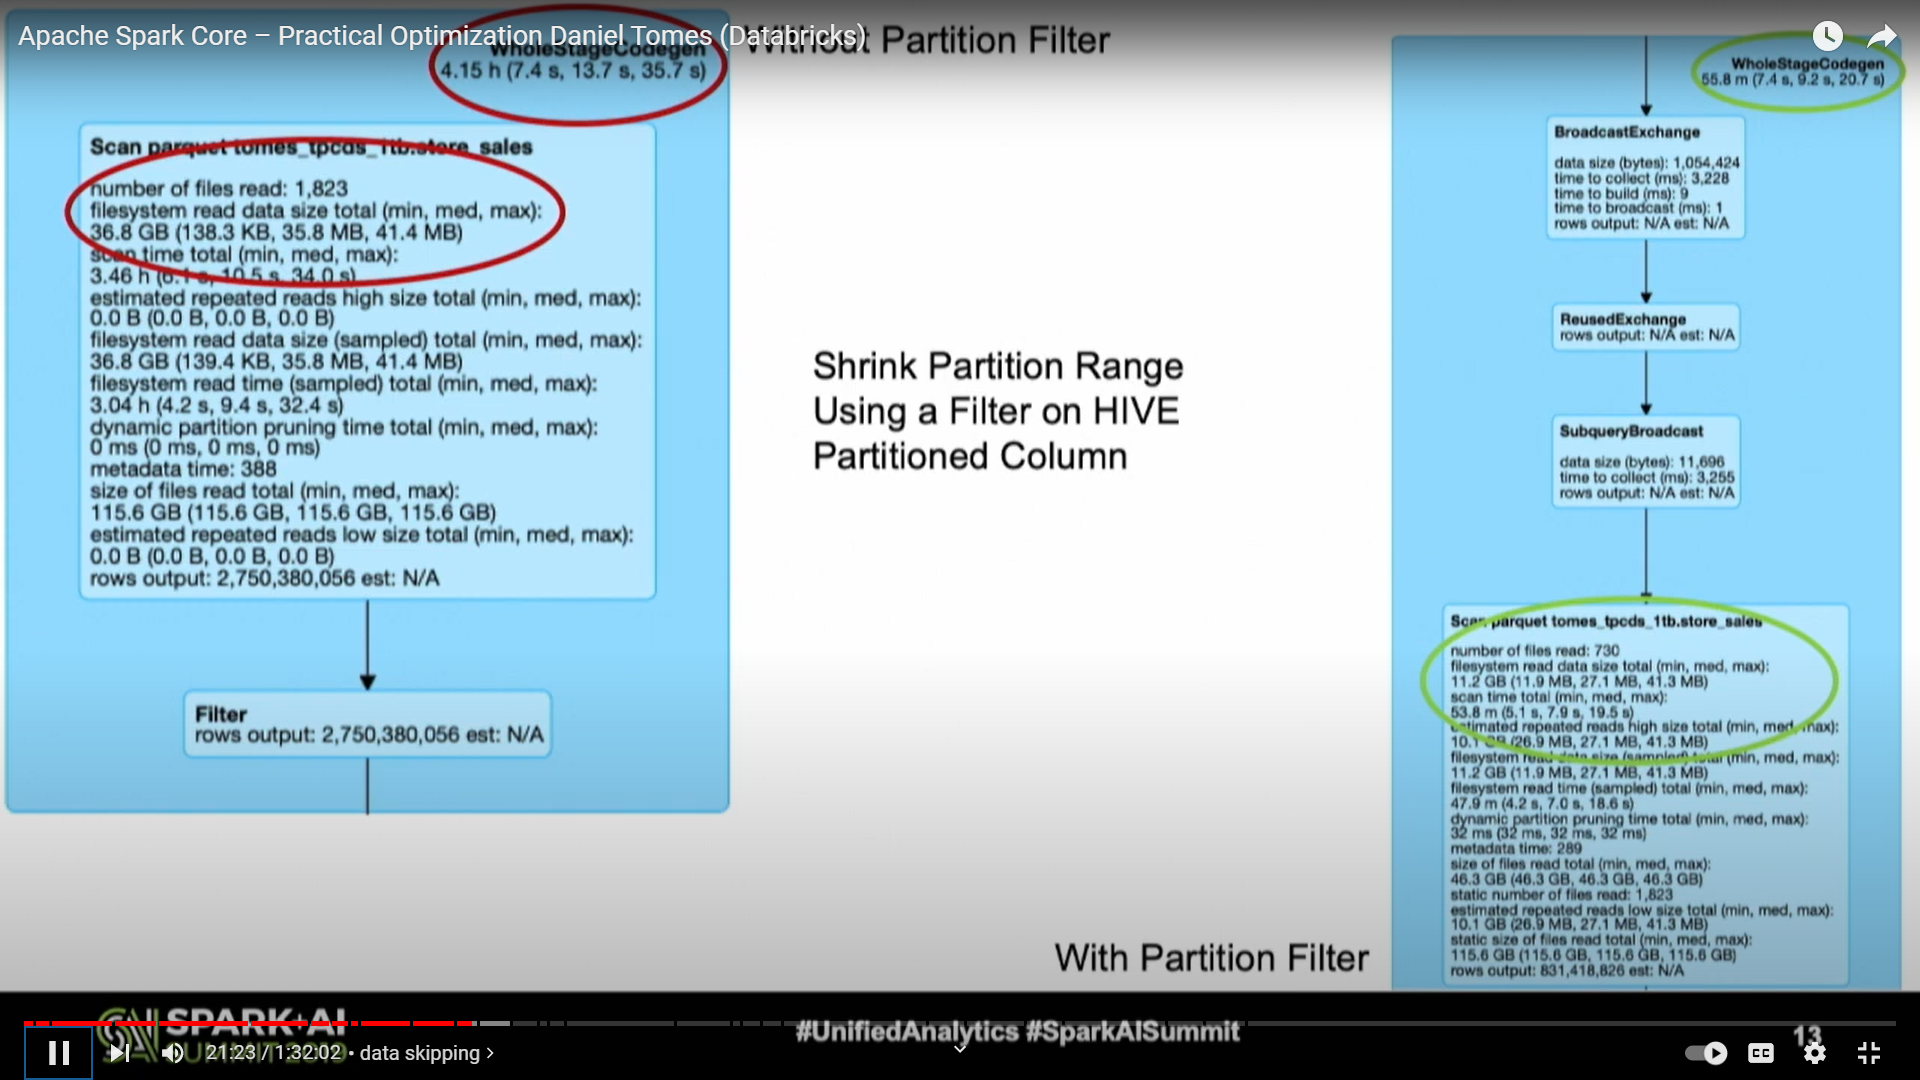 Apache Spark Core – Practical Optimization Daniel Tomes (Databricks)
Without Partition Filter
WholeStageCodegen
4.15 h (7.4 s, 13.7 s, 35.7 s)
Scan parquet tomes_tpcds_1tb.store_sales
number of files read: 1,823
filesystem read data size total (min, med, max):
36.8 GB (138.3 KB, 35.8 MB, 41.4 MB)
scan time total (min, med, max):
3.46 h (6.1 s, 10.5 s, 34.0 s)
estimated repeated reads high size total (min, med, max):
0.0 B (0.0 B, 0.0 B, 0.0 B)
filesystem read data size (sampled) total (min, med, max):
36.8 GB (139.4 KB, 35.8 MB, 41.4 MB)
filesystem read time (sampled) total (min, med, max):
3.04 h (4.2 s, 9.4 s, 32.4 s)
dynamic partition pruning time total (min, med, max):
0 ms (0 ms, 0 ms, 0 ms)
metadata time: 388
size of files read total (min, med, max):
115.6 GB (115.6 GB, 115.6 GB, 115.6 GB)
estimated repeated reads low size total (min, med, max):
0.0 B (0.0 B, 0.0 B, 0.0 B)
rows output: 2,750,380,056 est: N/A
Filter
rows output: 2,750,380,056 est: N/A
Shrink Partition Range
Using a Filter on HIVE
Partitioned Column
WholeStageCodegen
55.8 m (7.4 s, 9.2 s, 20.7 s)
BroadcastExchange
data size (bytes): 1,054,424
time to collect (ms): 3,228
time to build (ms): 9
time to broadcast (ms): 1
rows output: N/A est: N/A
ReusedExchange
rows output: N/A est: N/A
SubqueryBroadcast
data size (bytes): 11,696
time to collect (ms): 3,255
rows output: N/A est: N/A
Scan parquet tomes_tpcds_1tb.store_sales
number of files read: 730
filesystem read data size total (min, med, max):
11.2 GB (11.9 MB, 27.1 MB, 41.3 MB)
scan time total (min, med, max):
53.8 m (5.1 s, 7.9 s, 19.5 s)
estimated repeated reads high size total (min, med, max):
10.1 GB (26.9 MB, 27.1 MB, 41.3 MB)
filesystem read data size (sampled) total (min, med, max):
11.2 GB (11.9 MB, 27.1 MB, 41.3 MB)
filesystem read time (sampled) total (min, med, max):
47.9 m (4.2 s, 7.0 s, 18.6 s)
dynamic partition pruning time total (min, med, max):
32 ms (32 ms, 32 ms, 32 ms)
metadata time: 289
size of files read total (min, med, max):
46.3 GB (46.3 GB, 46.3 GB, 46.3 GB)
static number of files read: 1,823
estimated repeated reads low size total (min, med, max):
10.1 GB (26.9 MB, 27.1 MB, 41.3 MB)
static size of files read total (min, med, max):
115.6 GB (115.6 GB, 115.6 GB, 115.6 GB)
rows output: 831,418,826 est: N/A
With Partition Filter
SPARK+AI
SUMMIT 2019
#UnifiedAnalytics #SparkAISummit
13
21:23 / 1:32:02 • data skipping ›
CC